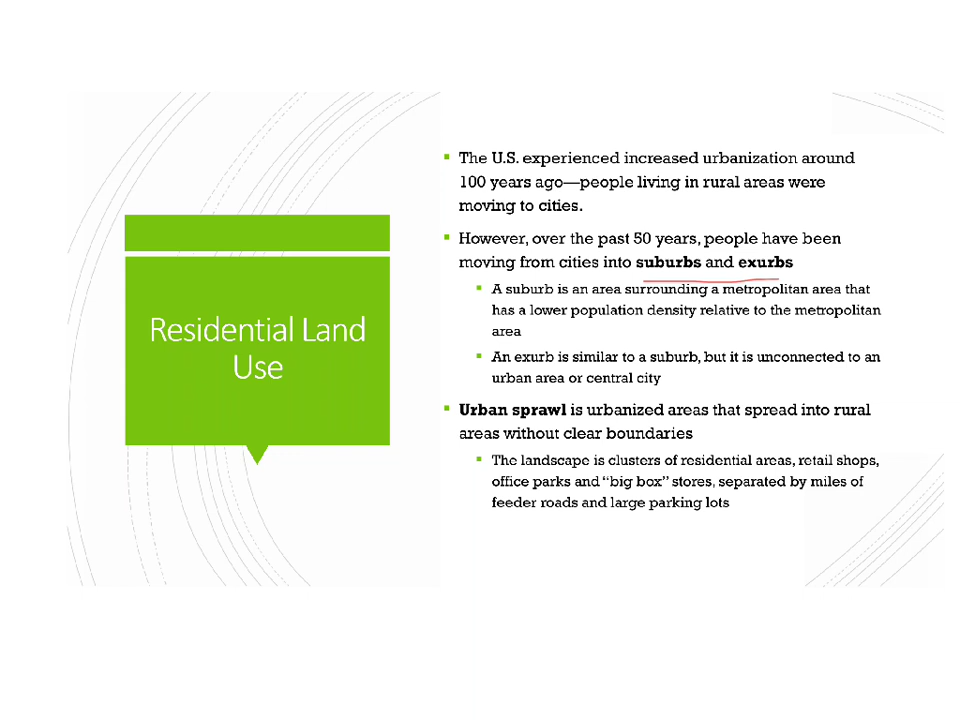 Residential Land
Use
The U.S. experienced increased urbanization around
100 years ago—people living in rural areas were
moving to cities.
However, over the past 50 years, people have been
moving from cities into suburbs and exurbs
A suburb is an area surrounding a metropolitan area that
has a lower population density relative to the metropolitan
area
An exurb is similar to a suburb, but it is unconnected to an
urban area or central city
Urban sprawl is urbanized areas that spread into rural
areas without clear boundaries
The landscape is clusters of residential areas, retail shops,
office parks and “big box” stores, separated by miles of
feeder roads and large parking lots